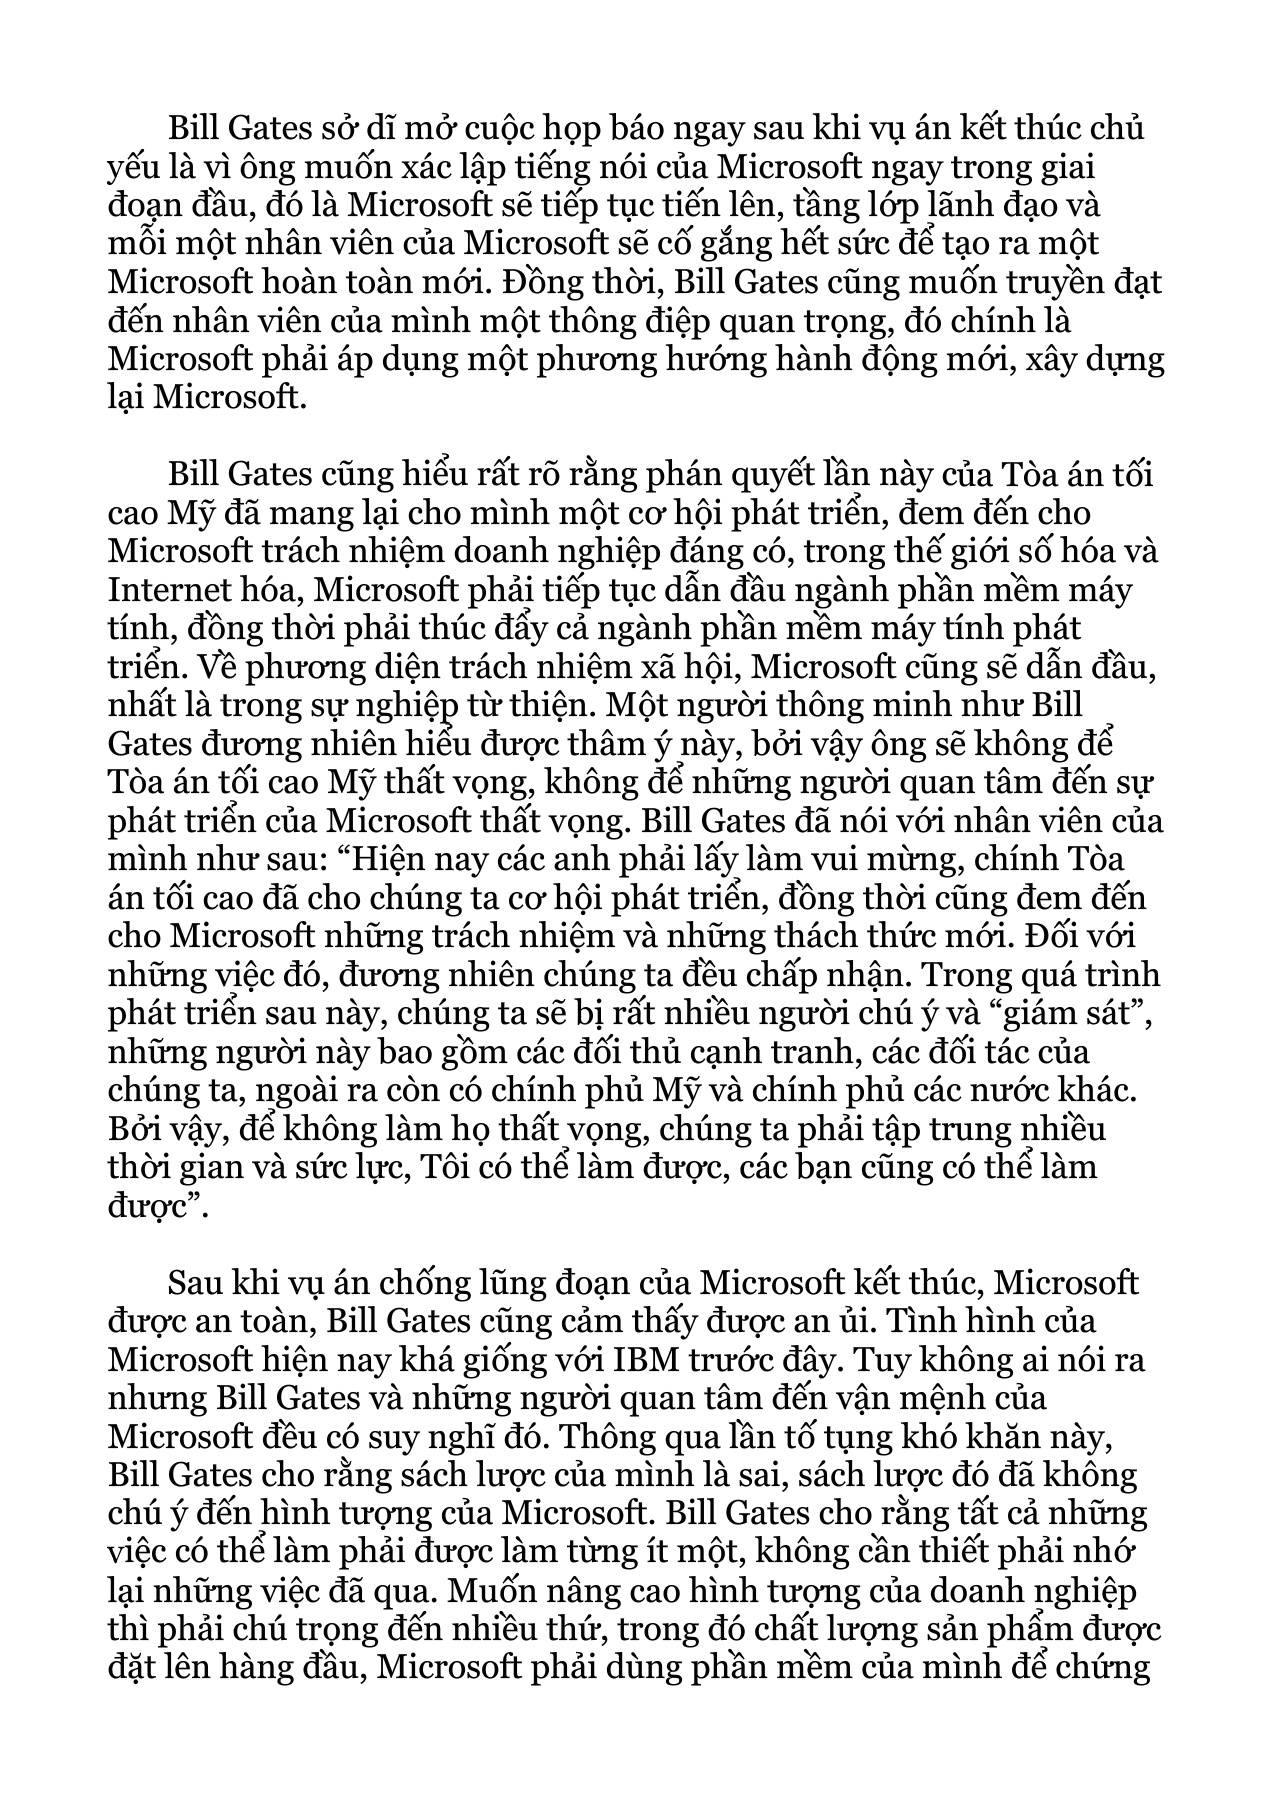 Bill Gates sở dĩ mở cuộc họp báo ngay sau khi vụ án kết thúc chủ
yếu là vì ông muốn xác lập tiếng nói của Microsoft ngay trong giai
đoạn đầu, đó là Microsoft sẽ tiếp tục tiến lên, tầng lớp lãnh đạo và
mỗi một nhân viên của Microsoft sẽ cố gắng hết sức để tạo ra một
Microsoft hoàn toàn mới. Đồng thời, Bill Gates cũng muốn truyền đạt
đến nhân viên của mình một thông điệp quan trọng, đó chính là
Microsoft phải áp dụng một phương hướng hành động mới, xây dựng
lại Microsoft.
Bill Gates cũng hiểu rất rõ rằng phán quyết lần này của Tòa án tối
cao Mỹ đã mang lại cho mình một cơ hội phát triển, đem đến cho
Microsoft trách nhiệm doanh nghiệp đáng có, trong thế giới số hóa và
Internet hóa, Microsoft phải tiếp tục dẫn đầu ngành phần mềm máy
tính, đồng thời phải thúc đẩy cả ngành phần mềm máy tính phát
triển. Về phương diện trách nhiệm xã hội, Microsoft cũng sẽ dẫn đầu,
nhất là trong sự nghiệp từ thiện. Một người thông minh như Bill
Gates đương nhiên hiểu được thâm ý này, bởi vậy ông sẽ không để
Tòa án tối cao Mỹ thất vọng, không để những người quan tâm đến sự
phát triển của Microsoft thất vọng. Bill Gates đã nói với nhân viên của
mình như sau: “Hiện nay các anh phải lấy làm vui mừng, chính Tòa
án tối cao đã cho chúng ta cơ hội phát triển, đồng thời cũng đem đến
cho Microsoft những trách nhiệm và những thách thức mới. Đối với
những việc đó, đương nhiên chúng ta đều chấp nhận. Trong quá trình
phát triển sau này, chúng ta sẽ bị rất nhiều người chú ý và “giám sát”,
những người này bao gồm các đối thủ cạnh tranh, các đối tác của
chúng ta, ngoài ra còn có chính phủ Mỹ và chính phủ các nước khác.
Bởi vậy, để không làm họ thất vọng, chúng ta phải tập trung nhiều
thời gian và sức lực, Tôi có thể làm được, các bạn cũng có thể làm
được”.
Sau khi vụ án chống lũng đoạn của Microsoft kết thúc, Microsoft
được an toàn, Bill Gates cũng cảm thấy được an ủi. Tình hình của
Microsoft hiện nay khá giống với IBM trước đây. Tuy không ai nói ra
nhưng Bill Gates và những người quan tâm đến vận mệnh của
Microsoft đều có suy nghĩ đó. Thông qua lần tố tụng khó khăn này,
Bill Gates cho rằng sách lược của mình là sai, sách lược đó đã không
chú ý đến hình tượng của Microsoft. Bill Gates cho rằng tất cả những
việc có thể làm phải được làm từng ít một, không cần thiết phải nhớ
lại những việc đã qua. Muốn nâng cao hình tượng của doanh nghiệp
thì phải chú trọng đến nhiều thứ, trong đó chất lượng sản phẩm được
đặt lên hàng đầu, Microsoft phải dùng phần mềm của mình để chứng